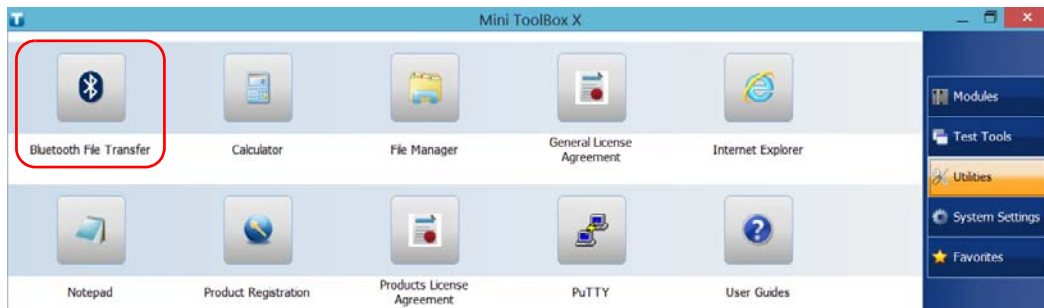 Mini ToolBox X
Bluetooth File Transfer
Calculator
File Manager
General License
Agreement
Internet Explorer
Notepad
Product Registration
Products License
Agreement
PuTTY
User Guides
Modules
Test Tools
Utilities
System Settings
Favorites